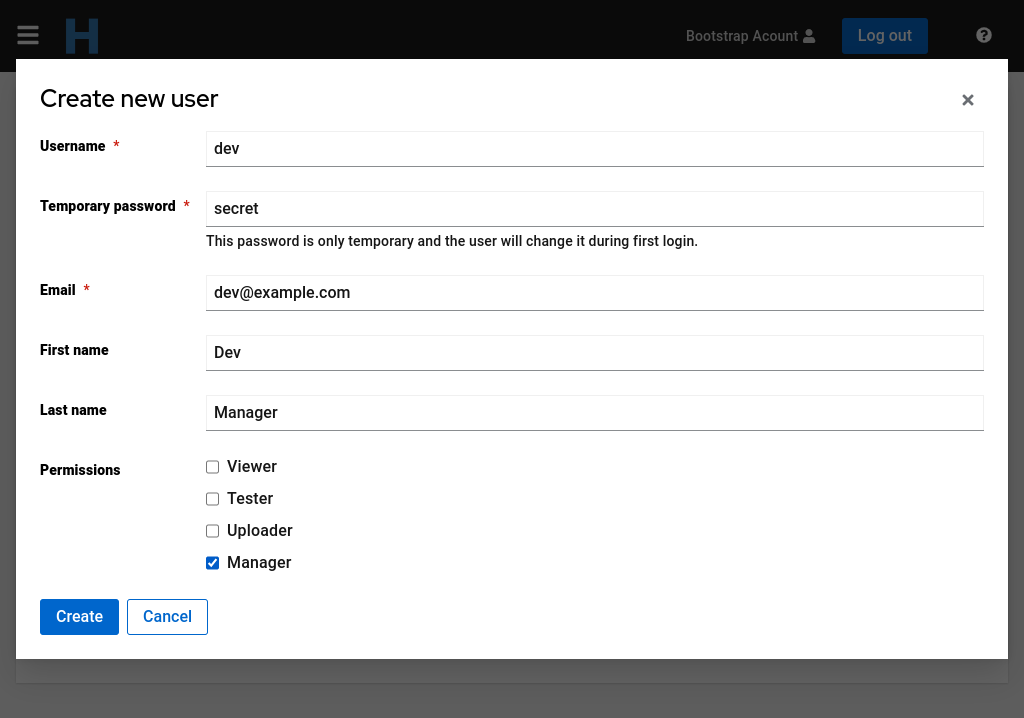 H
Bootstrap Acount
Log out
Create new user
Username *
dev
Temporary password *
secret
This password is only temporary and the user will change it during first login.
Email *
dev@example.com
First name
Dev
Last name
Manager
Permissions
Viewer
Tester
Uploader
Manager
Create
Cancel